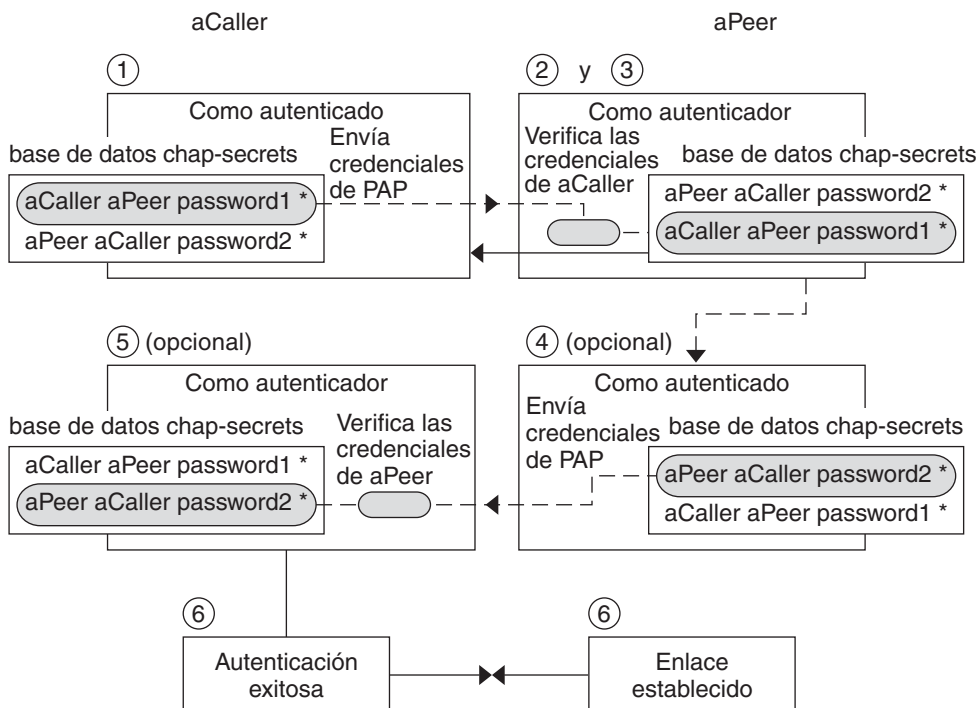 aCaller
aPeer
1
2 y 3
Como autenticado
Envía
credenciales
de PAP
base de datos chap-secrets
aCaller aPeer password1 *
aPeer aCaller password2 *
Como autenticador
Verifica las
credenciales
de aCaller
base de datos chap-secrets
aPeer aCaller password2 *
aCaller aPeer password1 *
5 (opcional)
4 (opcional)
Como autenticador
base de datos chap-secrets
Verifica las
credenciales
de aPeer
aCaller aPeer password1 *
aPeer aCaller password2 *
Como autenticado
Envía
credenciales
de PAP
base de datos chap-secrets
aPeer aCaller password2 *
aCaller aPeer password1 *
6
6
Autenticación
exitosa
Enlace
establecido